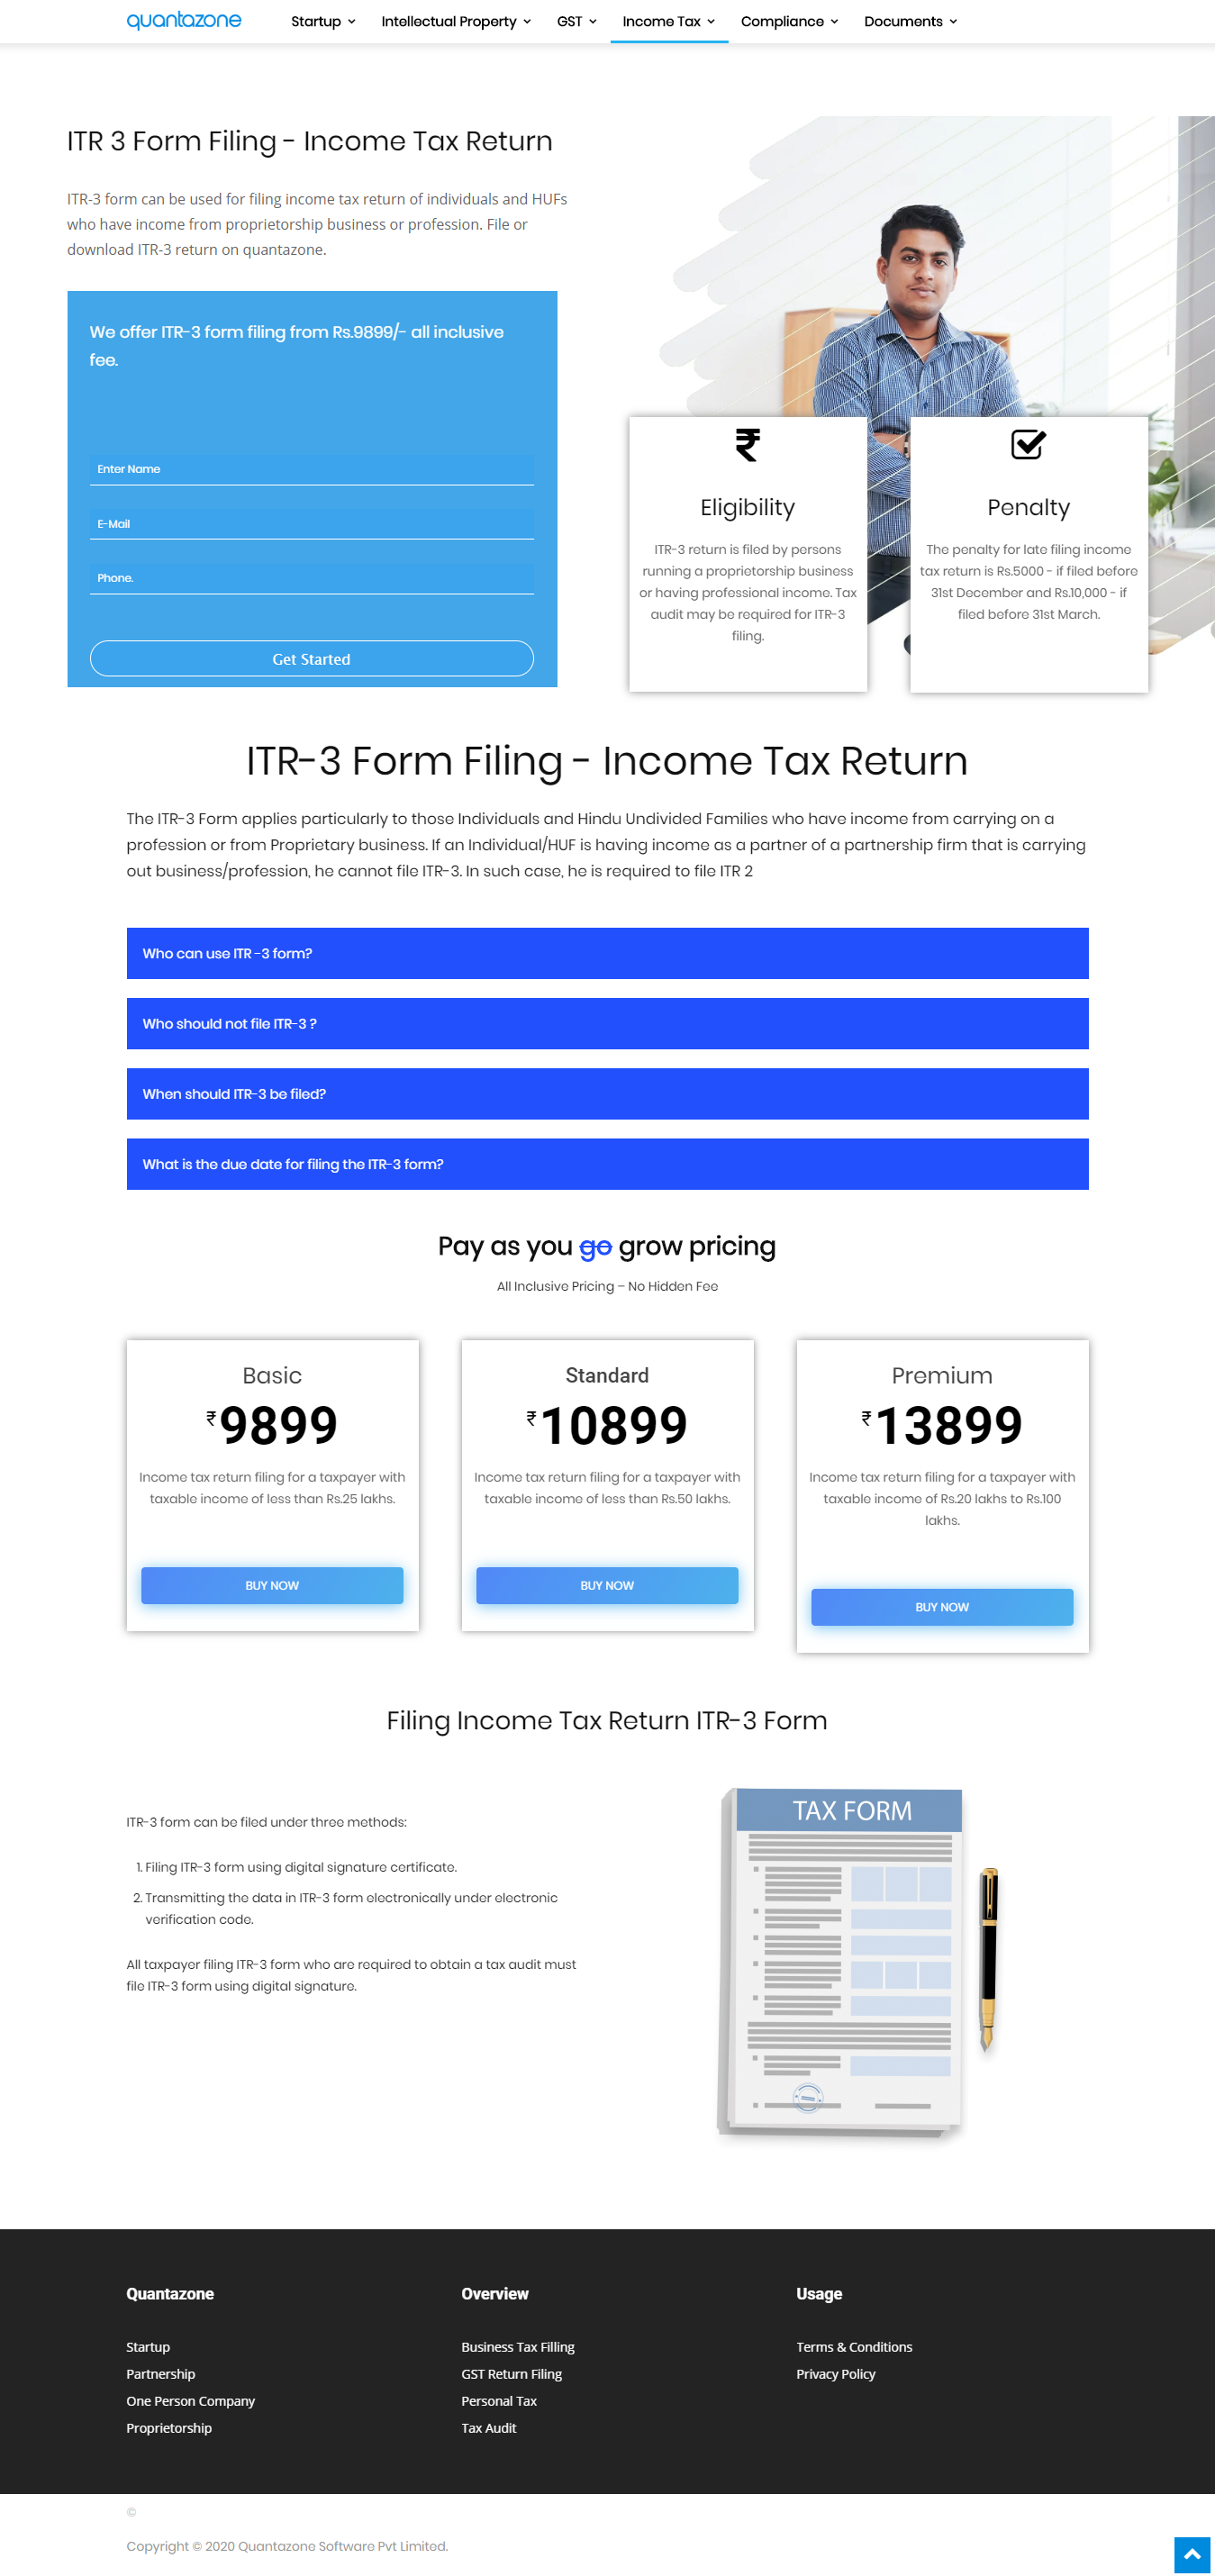 quantazone
Startup
Intellectual Property
GST
Income Tax
Compliance
Documents
ITR 3 Form Filing - Income Tax Return
ITR-3 form can be used for filing income tax return of individuals and HUFs
who have income from proprietorship business or profession. File or
download ITR-3 return on quantazone.
We offer ITR-3 form filing from Rs.9899/- all inclusive
fee.
Enter Name
E-Mail
Phone.
Get Started
Eligibility
ITR-3 return is filed by persons
running a proprietorship business
or having professional income. Tax
audit may be required for ITR-3
filing.
Penalty
The penalty for late filing income
tax return is Rs.5000 - if filed before
31st December and Rs.10,000 - if
filed before 31st March.
ITR-3 Form Filing - Income Tax Return
The ITR-3 Form applies particularly to those Individuals and Hindu Undivided Families who have income from carrying on a
profession or from Proprietary business. If an Individual/HUF is having income as a partner of a partnership firm that is carrying
out business/profession, he cannot file ITR-3. In such case, he is required to file ITR 2
Who can use ITR -3 form?
Who should not file ITR-3 ?
When should ITR-3 be filed?
What is the due date for filing the ITR-3 form?
Pay as you go grow pricing
All Inclusive Pricing – No Hidden Fee
Basic
₹9899
Income tax return filing for a taxpayer with
taxable income of less than Rs.25 lakhs.
BUY NOW
Standard
₹10899
Income tax return filing for a taxpayer with
taxable income of less than Rs.50 lakhs.
BUY NOW
Premium
₹13899
Income tax return filing for a taxpayer with
taxable income of Rs.20 lakhs to Rs.100
lakhs.
BUY NOW
Filing Income Tax Return ITR-3 Form
ITR-3 form can be filed under three methods:
1. Filing ITR-3 form using digital signature certificate.
2. Transmitting the data in ITR-3 form electronically under electronic
verification code.
All taxpayer filing ITR-3 form who are required to obtain a tax audit must
file ITR-3 form using digital signature.
TAX FORM
Quantazone
Startup
Partnership
One Person Company
Proprietorship
Overview
Business Tax Filling
GST Return Filing
Personal Tax
Tax Audit
Usage
Terms & Conditions
Privacy Policy
©
Copyright © 2020 Quantazone Software Pvt Limited.